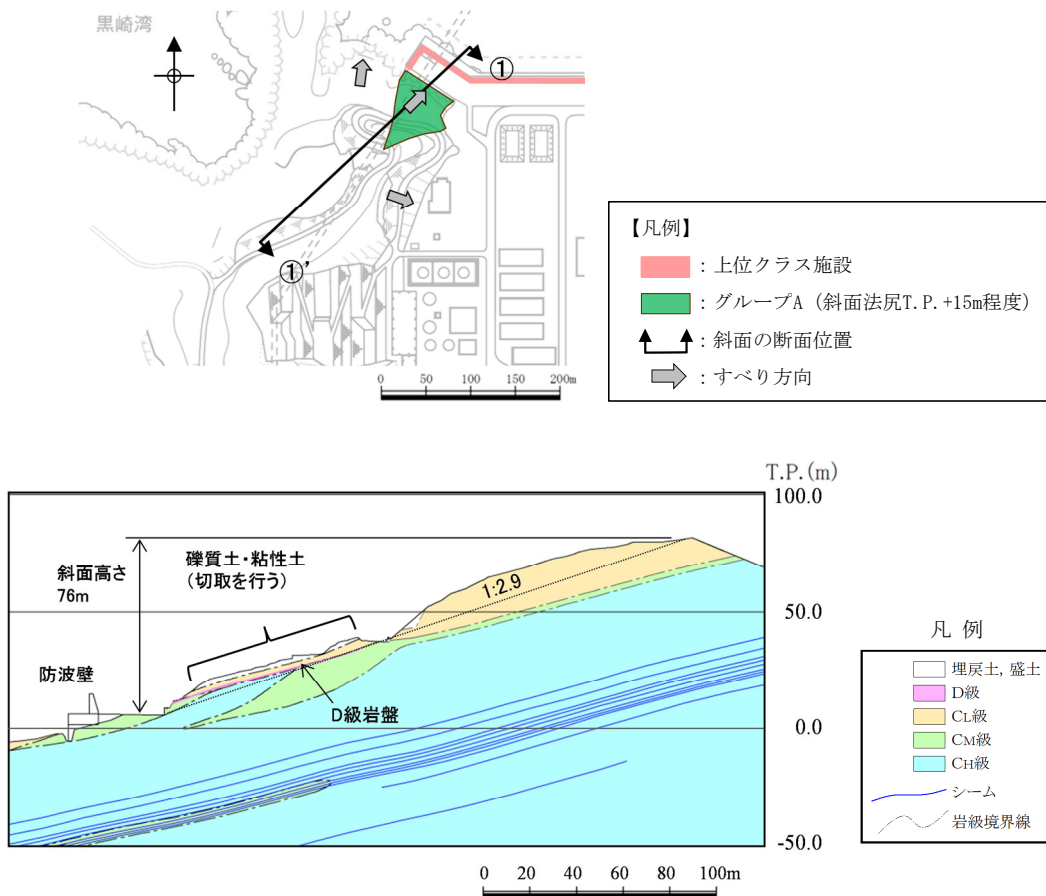 黒崎湾
①
①'
0 50 100 150 200m
【凡例】
：上位クラス施設
：グループA（斜面法尻T.P.+15m程度）
：斜面の断面位置
：すべり方向
T.P.(m)
100.0
50.0
0.0
-50.0
斜面高さ
76m
礫質土・粘性土
(切取を行う)
1:2.9
防波壁
D級岩盤
0 20 40 60 80 100m
凡 例
埋戻土, 盛土
D級
CL級
CM級
CH級
シーム
岩級境界線